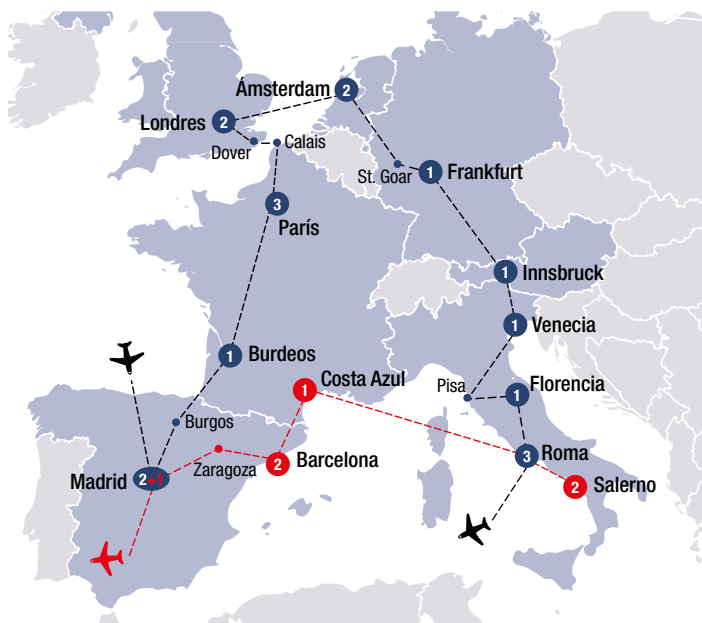 Ámsterdam
2
Londres
2
Dover
Calais
St. Goar
1
Frankfurt
3
París
1
Innsbruck
1
Venecia
1
Burdeos
Costa Azul
1
Pisa
1
Florencia
Burgos
Zaragoza
2
Barcelona
3
Roma
Madrid
2+1
2
Salerno